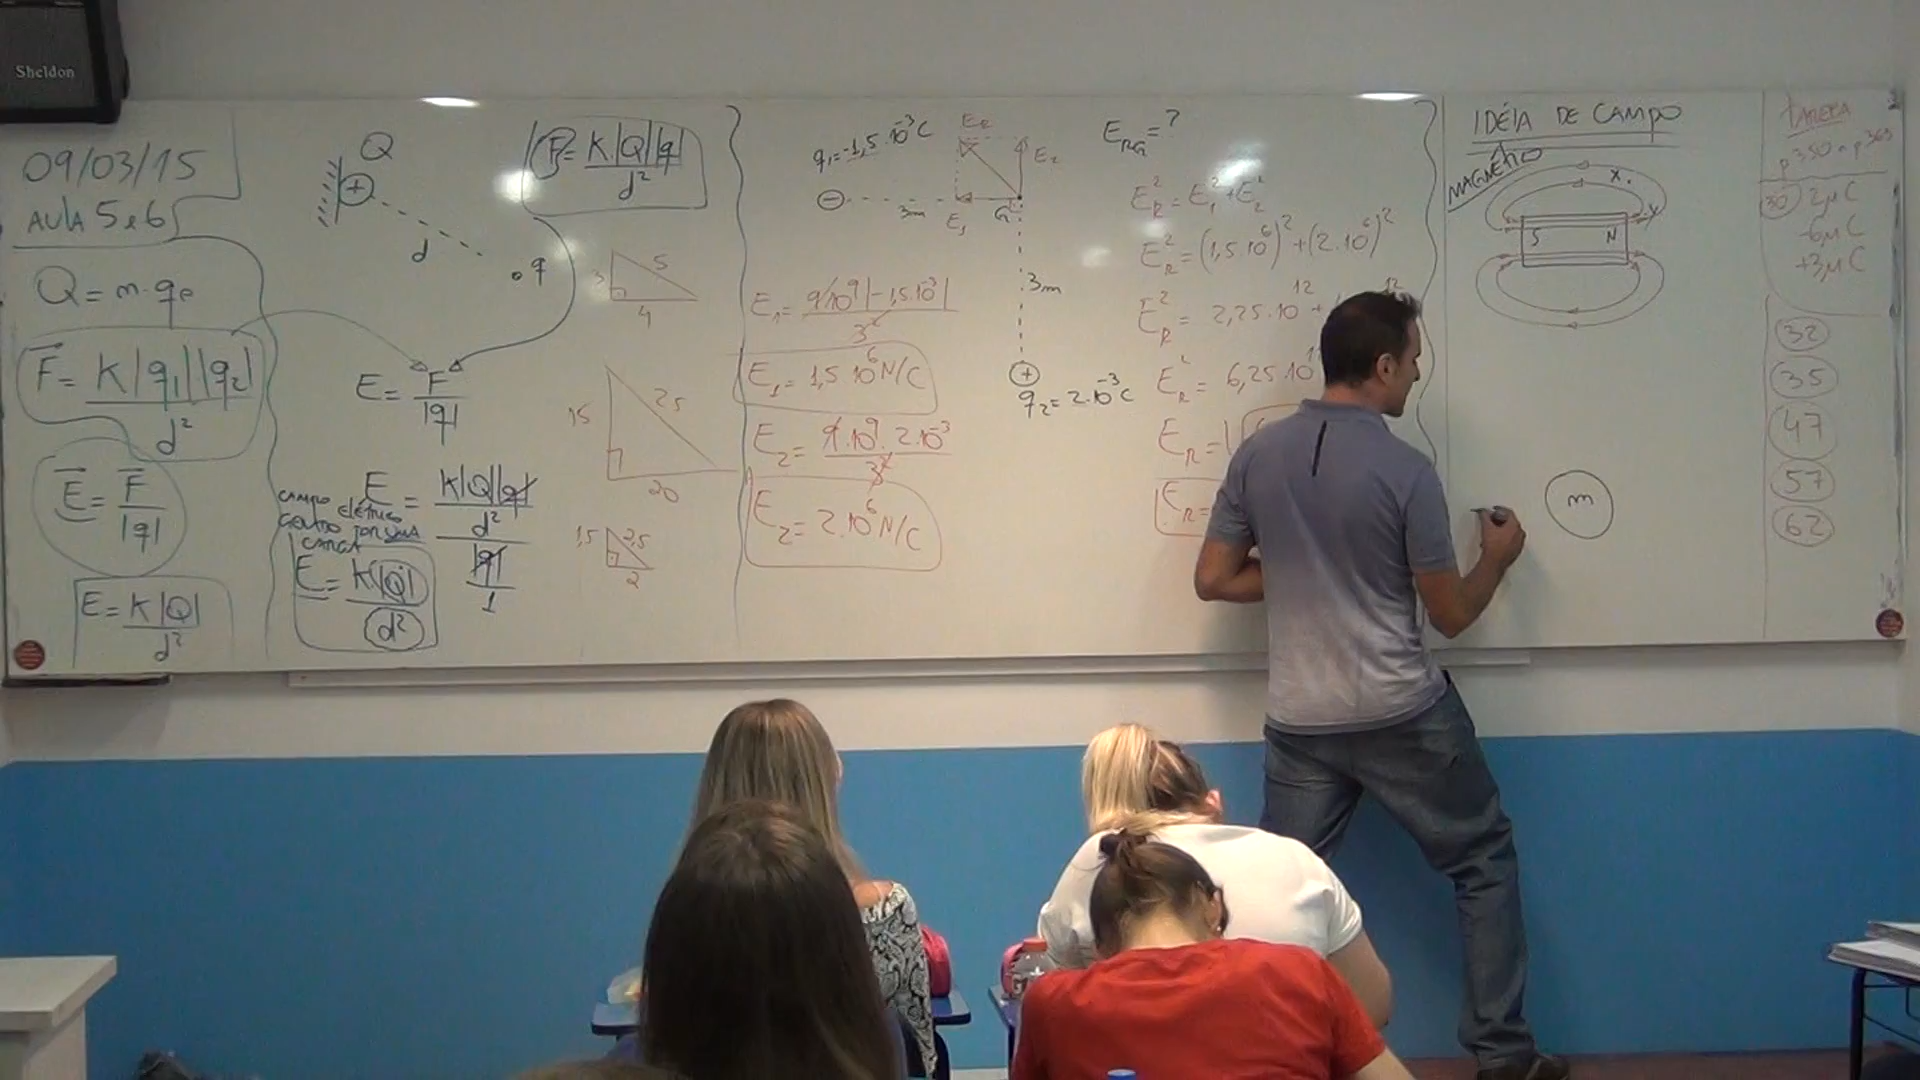 Sheldon
09/03/15
AULA 5 e 6
Q = m·qe
F = K|q1||q2|
d²
E = F
|q|
E = K|Q|
d²
Q
+
d
q
F = K|Q||q|
d²
E = F
|q|
CAMPO
ELÉTRICO
CARGA
E = K|Q||q|
d²
|q|
1
E = K|Q|
d²
3
5
4
15
25
20
1,5
2,5
2
q1 = -1,5·10⁻³C
3m
ER
E2
E1
3m
+
q2 = 2·10⁻³C
E1 = 9·10⁹|-1,5·10⁻³|
3²
E1 = 1,5·10⁶ N/C
E2 = 9·10⁹·2·10⁻³
3²
E2 = 2·10⁶ N/C
ERG = ?
ER² = E1² + E2²
ER² = (1,5·10⁶)² + (2·10⁶)²
ER² = 2,25·10¹² +
ER² = 6,25·10
ER =
ER =
IDÉIA DE CAMPO
MAGNÉTICO
x
y
S N
m
TAREFA
p350 a p363
30 2μC
-6μC
+3μC
32
35
47
57
62